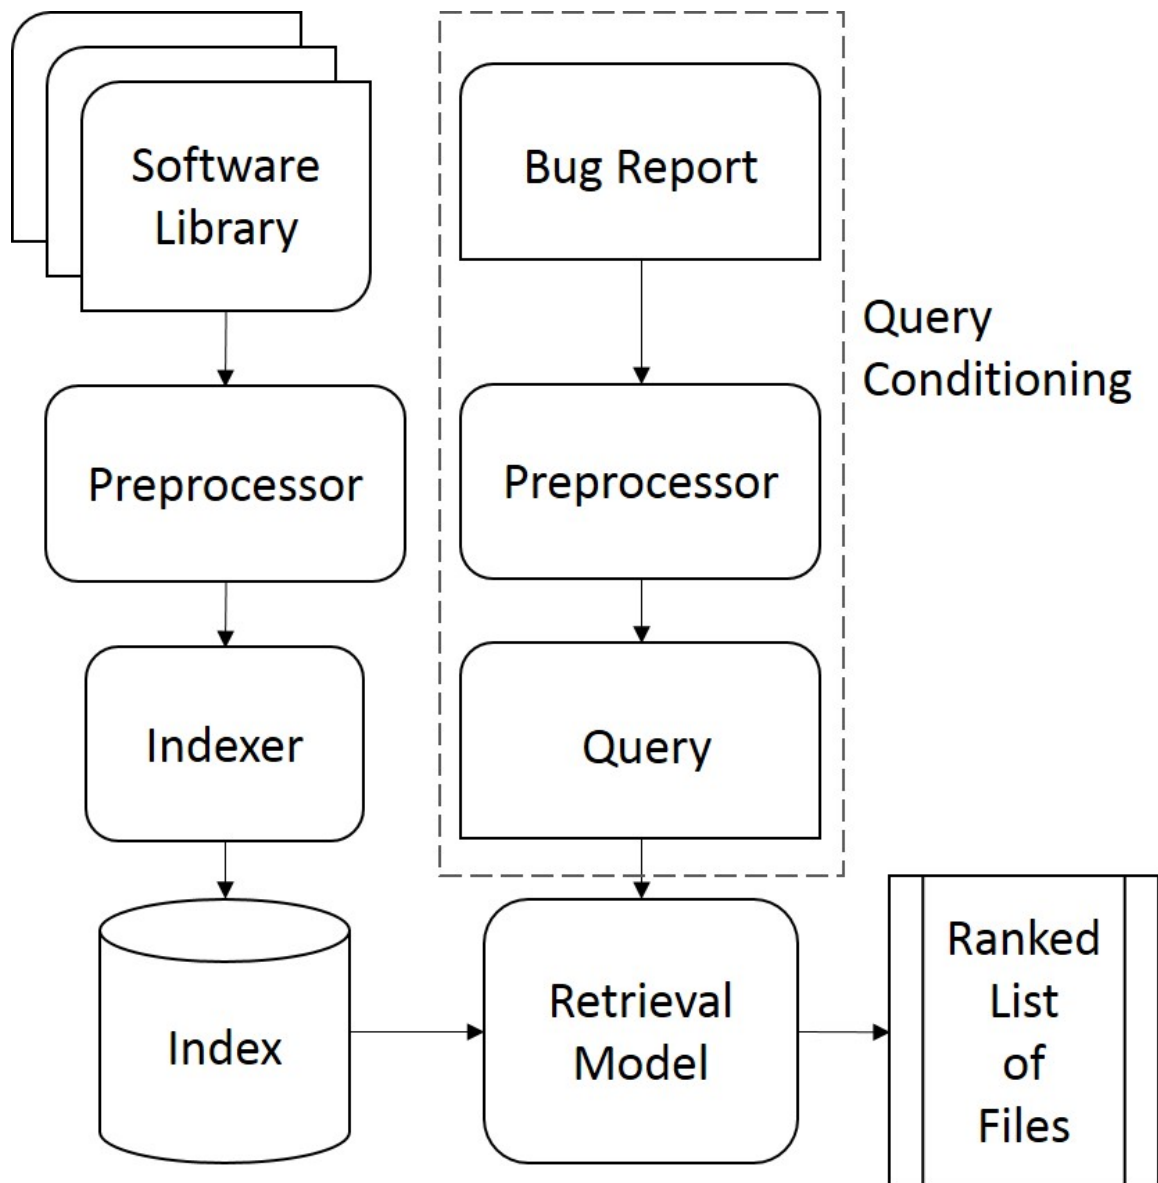 Software
Library
Bug Report
Query
Conditioning
Preprocessor
Preprocessor
Indexer
Query
Index
Retrieval
Model
Ranked
List
of
Files